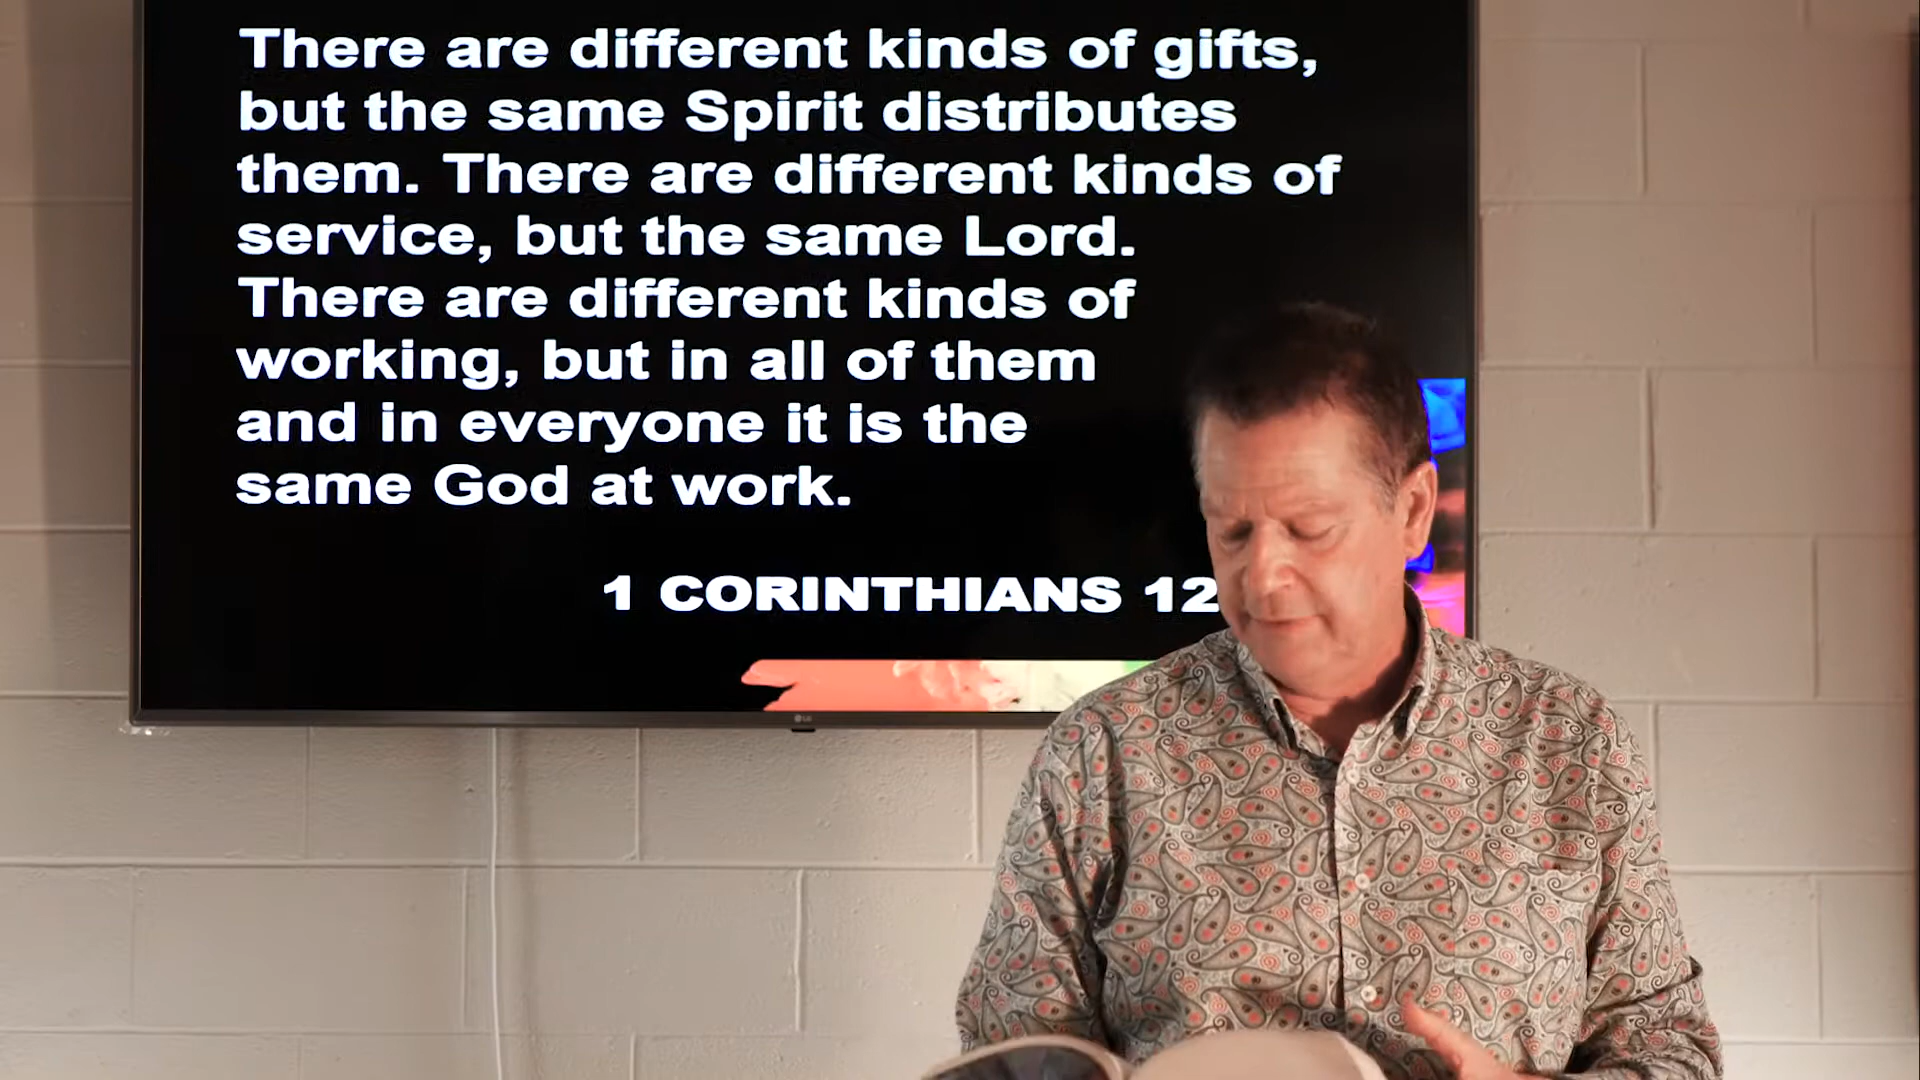 There are different kinds of gifts,
but the same Spirit distributes
them. There are different kinds of
service, but the same Lord.
There are different kinds of
working, but in all of them
and in everyone it is the
same God at work.
1 CORINTHIANS 12
LG